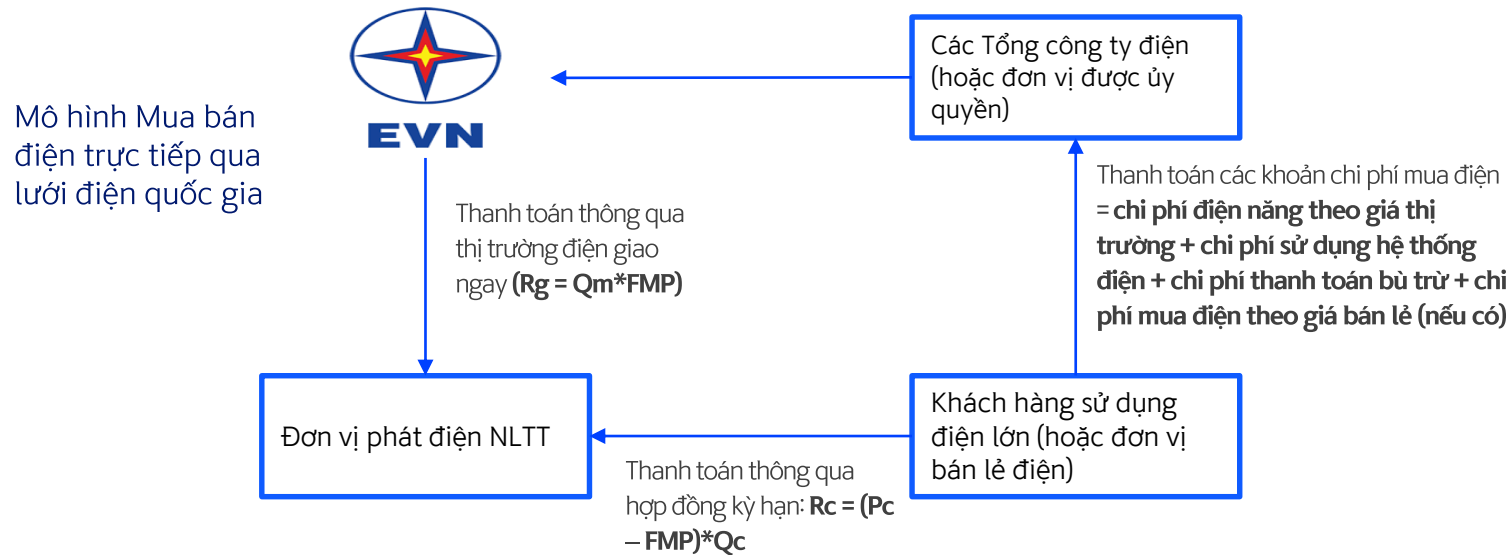 Mô hình Mua bán
điện trực tiếp qua
lưới điện quốc gia
EVN
Các Tổng công ty điện
(hoặc đơn vị được ủy
quyền)
Thanh toán thông qua
thị trường điện giao
ngay (Rg = Qm*FMP)
Thanh toán các khoản chi phí mua điện
= chi phí điện năng theo giá thị
trường + chi phí sử dụng hệ thống
điện + chi phí thanh toán bù trừ + chi
phí mua điện theo giá bán lẻ (nếu có)
Đơn vị phát điện NLTT
Khách hàng sử dụng
điện lớn (hoặc đơn vị
bán lẻ điện)
Thanh toán thông qua
hợp đồng kỳ hạn: Rc = (Pc
– FMP)*Qc